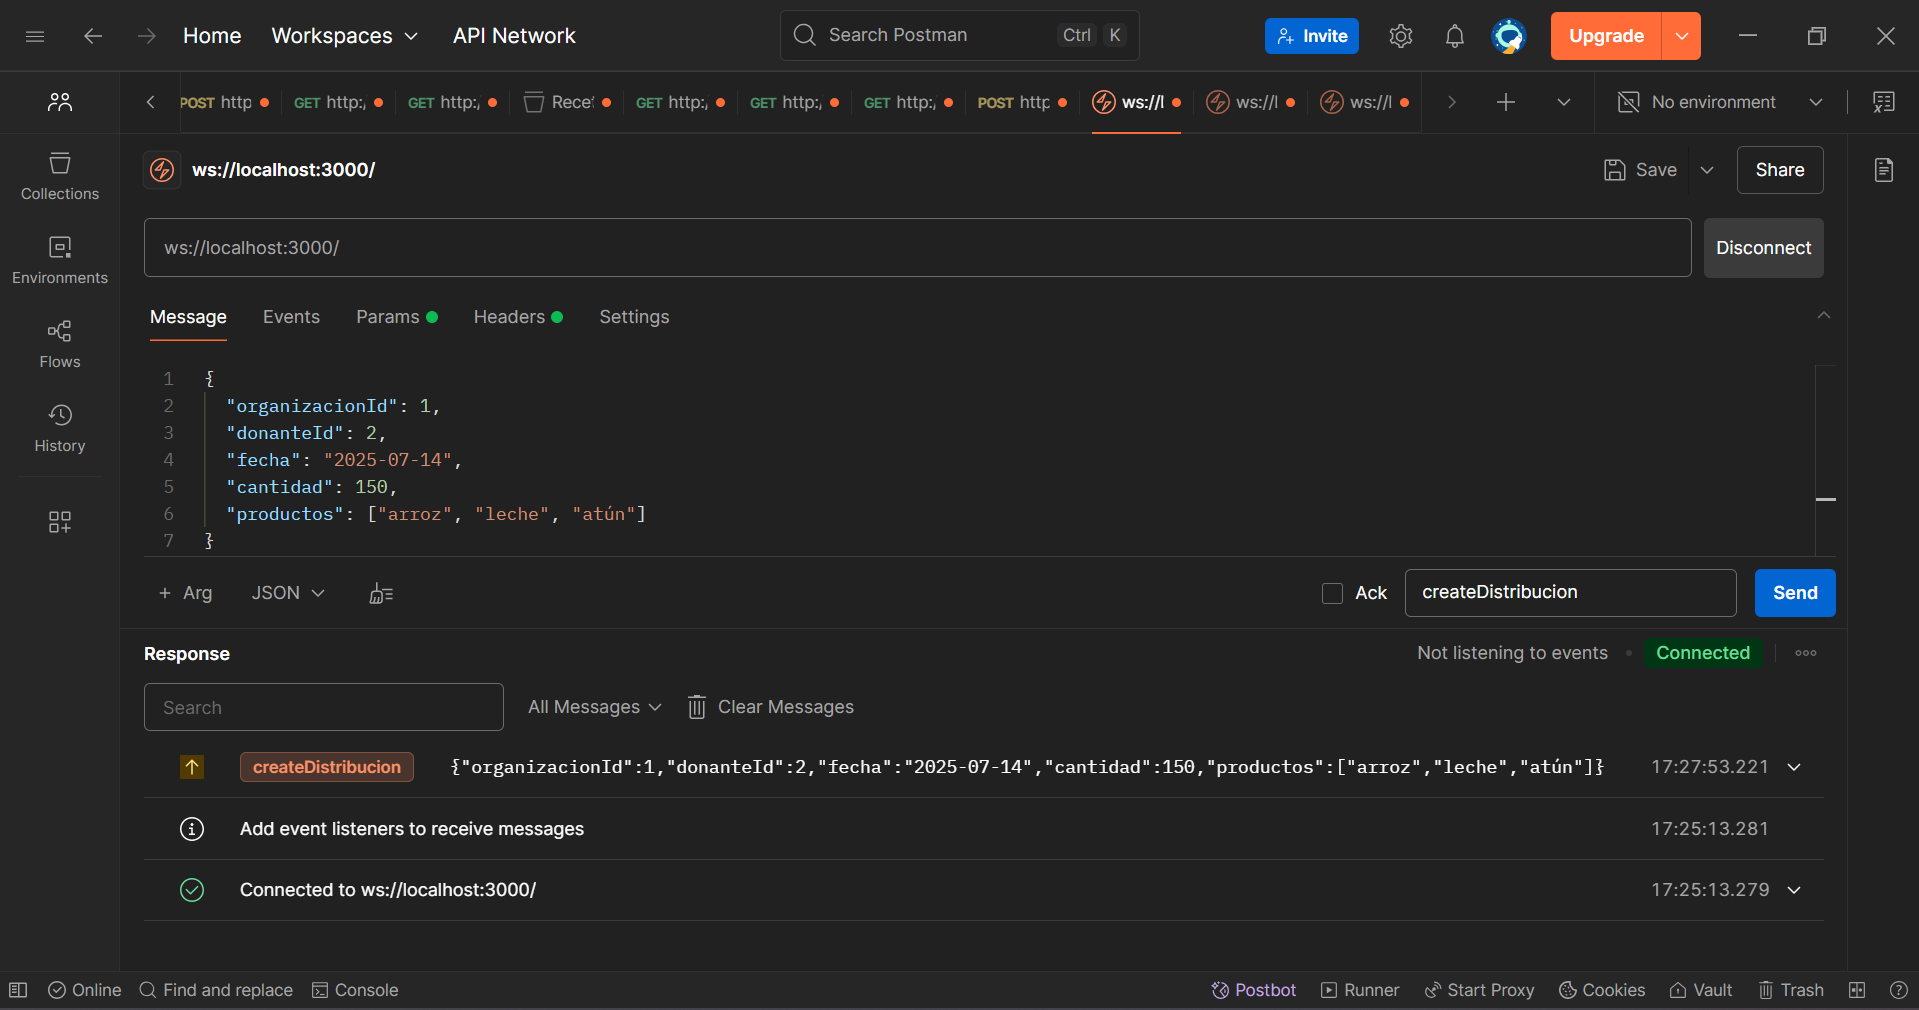 Home Workspaces API Network Search Postman Ctrl K Invite Upgrade
POST http GET http:/ GET http:/ Rece GET http:/ GET http:/ GET http:/ POST http ws://l ws://l ws://l No environment
ws://localhost:3000/ Save Share
Collections
ws://localhost:3000/ Disconnect
Environments
Message Events Params Headers Settings
Flows
History
1 {
2 "organizacionId": 1,
3 "donanteId": 2,
4 "fecha": "2025-07-14",
5 "cantidad": 150,
6 "productos": ["arroz", "leche", "atún"]
7 }
+ Arg JSON Ack createDistribucion Send
Response Not listening to events Connected
Search All Messages Clear Messages
createDistribucion {"organizacionId":1,"donanteId":2,"fecha":"2025-07-14","cantidad":150,"productos":["arroz","leche","atún"]} 17:27:53.221
Add event listeners to receive messages 17:25:13.281
Connected to ws://localhost:3000/ 17:25:13.279
Online Find and replace Console Postbot Runner Start Proxy Cookies Vault Trash